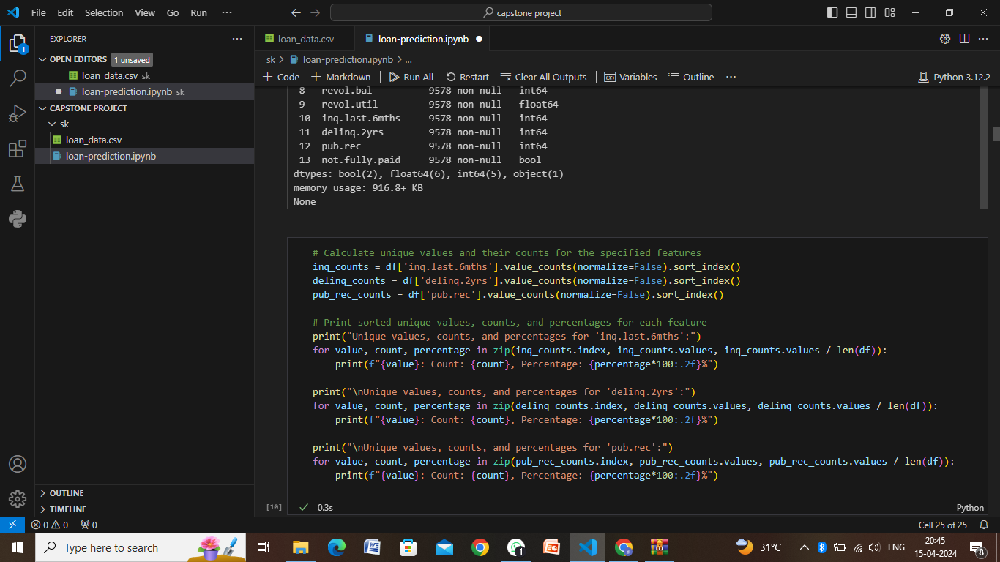 File Edit Selection View Go Run ··· capstone project
EXPLORER ···
OPEN EDITORS 1 unsaved
loan_data.csv sk
loan-prediction.ipynb sk
CAPSTONE PROJECT
sk
loan_data.csv
loan-prediction.ipynb
OUTLINE
TIMELINE
1
loan_data.csv loan-prediction.ipynb
sk > loan-prediction.ipynb > ...
+ Code + Markdown Run All Restart Clear All Outputs Variables Outline ··· Python 3.12.2
8 revol.bal 9578 non-null int64
9 revol.util 9578 non-null float64
10 inq.last.6mths 9578 non-null int64
11 delinq.2yrs 9578 non-null int64
12 pub.rec 9578 non-null int64
13 not.fully.paid 9578 non-null bool
dtypes: bool(2), float64(6), int64(5), object(1)
memory usage: 916.8+ KB
None
# Calculate unique values and their counts for the specified features
inq_counts = df['inq.last.6mths'].value_counts(normalize=False).sort_index()
delinq_counts = df['delinq.2yrs'].value_counts(normalize=False).sort_index()
pub_rec_counts = df['pub.rec'].value_counts(normalize=False).sort_index()
# Print sorted unique values, counts, and percentages for each feature
print("Unique values, counts, and percentages for 'inq.last.6mths':")
for value, count, percentage in zip(inq_counts.index, inq_counts.values, inq_counts.values / len(df)):
print(f"{value}: Count: {count}, Percentage: {percentage*100:.2f}%")
print("\nUnique values, counts, and percentages for 'delinq.2yrs':")
for value, count, percentage in zip(delinq_counts.index, delinq_counts.values, delinq_counts.values / len(df)):
print(f"{value}: Count: {count}, Percentage: {percentage*100:.2f}%")
print("\nUnique values, counts, and percentages for 'pub.rec':")
for value, count, percentage in zip(pub_rec_counts.index, pub_rec_counts.values, pub_rec_counts.values / len(df)):
print(f"{value}: Count: {count}, Percentage: {percentage*100:.2f}%")
[10] 0.3s Python
0 0 0 Cell 25 of 25
Type here to search 1 31°C ENG 20:45
15-04-2024 8